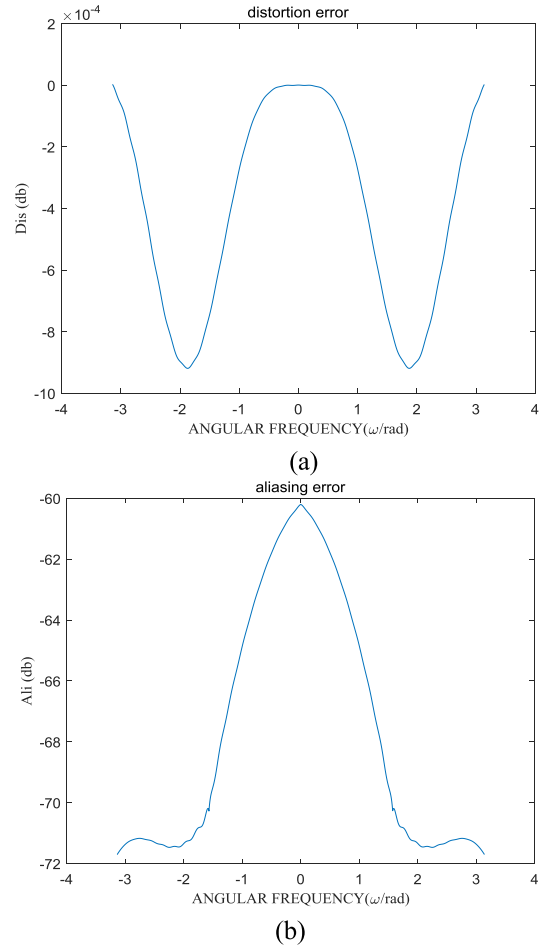 ×10⁻⁴
distortion error
2
0
-2
-4
-6
-8
-10
Dis (db)
-4 -3 -2 -1 0 1 2 3 4
ANGULAR FREQUENCY(ω/rad)
(a)
aliasing error
-60
-62
-64
-66
-68
-70
-72
Ali (db)
-4 -3 -2 -1 0 1 2 3 4
ANGULAR FREQUENCY(ω/rad)
(b)